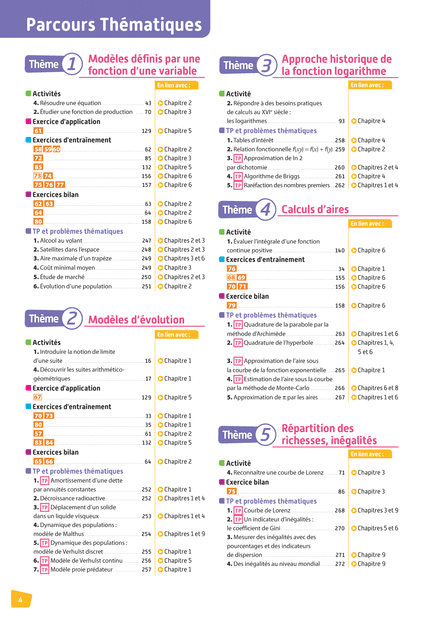 Parcours Thématiques
Thème 1 Modèles définis par une
fonction d'une variable
En lien avec :
Activités
4. Résoudre une équation 43 Chapitre 2
2. Étudier une fonction de production 70 Chapitre 3
Exercice d'application
61 129 Chapitre 5
Exercices d'entraînement
58 59 60 62 Chapitre 2
72 85 Chapitre 3
85 132 Chapitre 5
73 74 156 Chapitre 6
75 76 77 157 Chapitre 6
Exercices bilan
62 63 63 Chapitre 2
64 64 Chapitre 2
80 158 Chapitre 6
TP et problèmes thématiques
1. Alcool au volant 247 Chapitres 2 et 3
2. Satellites dans l'espace 248 Chapitres 2 et 3
3. Aire maximale d'un trapèze 249 Chapitres 3 et 6
4. Coût minimal moyen 249 Chapitre 3
5. Étude de marché 250 Chapitres 2 et 3
6. Évolution d'une population 251 Chapitre 2
Thème 2 Modèles d'évolution
En lien avec :
Activités
1. Introduire la notion de limite
d'une suite 16 Chapitre 1
4. Découvrir les suites arithmético-
géométriques 17 Chapitre 1
Exercice d'application
67 129 Chapitre 5
Exercices d'entraînement
70 73 33 Chapitre 1
80 35 Chapitre 1
57 61 Chapitre 2
83 84 132 Chapitre 5
Exercices bilan
65 66 64 Chapitre 2
TP et problèmes thématiques
1. TP Amortissement d'une dette
par annuités constantes 252 Chapitre 1
2. Décroissance radioactive 252 Chapitres 1 et 4
3. TP Déplacement d'un solide
dans un liquide visqueux 253 Chapitres 1 et 4
4. Dynamique des populations :
modèle de Malthus 254 Chapitres 1 et 9
5. TP Dynamique des populations :
modèle de Verhulst discret 255 Chapitre 1
6. TP Modèle de Verhulst continu 256 Chapitre 5
7. TP Modèle proie prédateur 257 Chapitre 1
Thème 3 Approche historique de
la fonction logarithme
En lien avec :
Activité
2. Répondre à des besoins pratiques
de calculs au XVIe siècle :
les logarithmes 93 Chapitre 4
TP et problèmes thématiques
1. Tables d'intérêt 258 Chapitre 4
2. Relation fonctionnelle f(xy) = f(x) + f(y) 259 Chapitre 2
3. TP Approximation de ln 2
par dichotomie 260 Chapitres 2 et 4
4. TP Algorithme de Briggs 261 Chapitre 4
5. TP Raréfaction des nombres premiers 262 Chapitres 1 et 4
Thème 4 Calculs d'aires
En lien avec :
Activité
1. Évaluer l'intégrale d'une fonction
continue positive 140 Chapitre 6
Exercices d'entraînement
76 34 Chapitre 1
68 69 155 Chapitre 6
70 71 156 Chapitre 6
Exercice bilan
79 158 Chapitre 6
TP et problèmes thématiques
1. TP Quadrature de la parabole par la
méthode d'Archimède 263 Chapitres 1 et 6
2. TP Quadrature de l'hyperbole 264 Chapitres 1, 4,
5 et 6
3. TP Approximation de l'aire sous
la courbe de la fonction exponentielle 265 Chapitre 1
4. TP Estimation de l'aire sous la courbe
par la méthode de Monte-Carlo 266 Chapitres 6 et 8
5. Approximation de π par les aires 267 Chapitres 1 et 6
Thème 5 Répartition des
richesses, inégalités
En lien avec :
Activité
4. Reconnaître une courbe de Lorenz 71 Chapitre 3
Exercice bilan
75 86 Chapitre 3
TP et problèmes thématiques
1. TP Courbe de Lorenz 268 Chapitres 3 et 9
2. TP Un indicateur d'inégalités :
le coefficient de Gini 270 Chapitres 5 et 6
3. Mesurer des inégalités avec des
pourcentages et des indicateurs
de dispersion 271 Chapitre 9
4. Des inégalités au niveau mondial 272 Chapitre 9
4